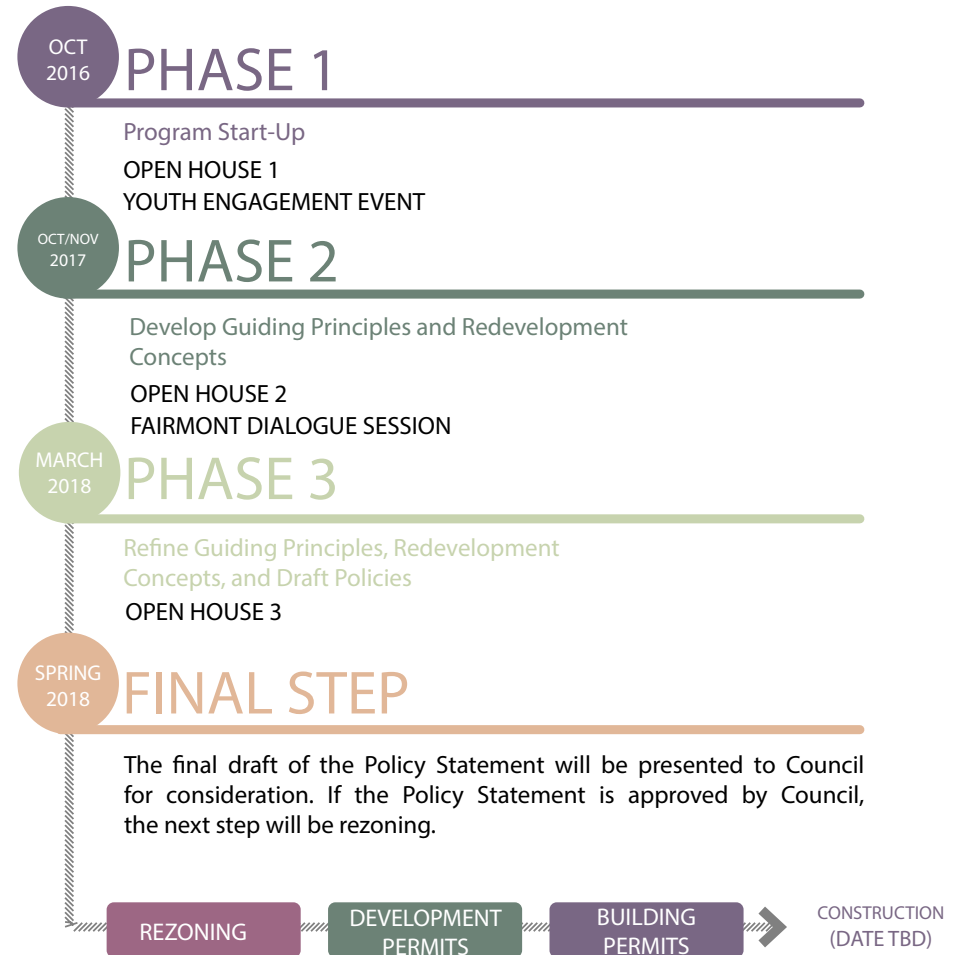 OCT
2016
PHASE 1
Program Start-Up
OPEN HOUSE 1
YOUTH ENGAGEMENT EVENT
OCT/NOV
2017
PHASE 2
Develop Guiding Principles and Redevelopment
Concepts
OPEN HOUSE 2
FAIRMONT DIALOGUE SESSION
MARCH
2018
PHASE 3
Refine Guiding Principles, Redevelopment
Concepts, and Draft Policies
OPEN HOUSE 3
SPRING
2018
FINAL STEP
The final draft of the Policy Statement will be presented to Council
for consideration. If the Policy Statement is approved by Council,
the next step will be rezoning.
REZONING
DEVELOPMENT
PERMITS
BUILDING
PERMITS
CONSTRUCTION
(DATE TBD)